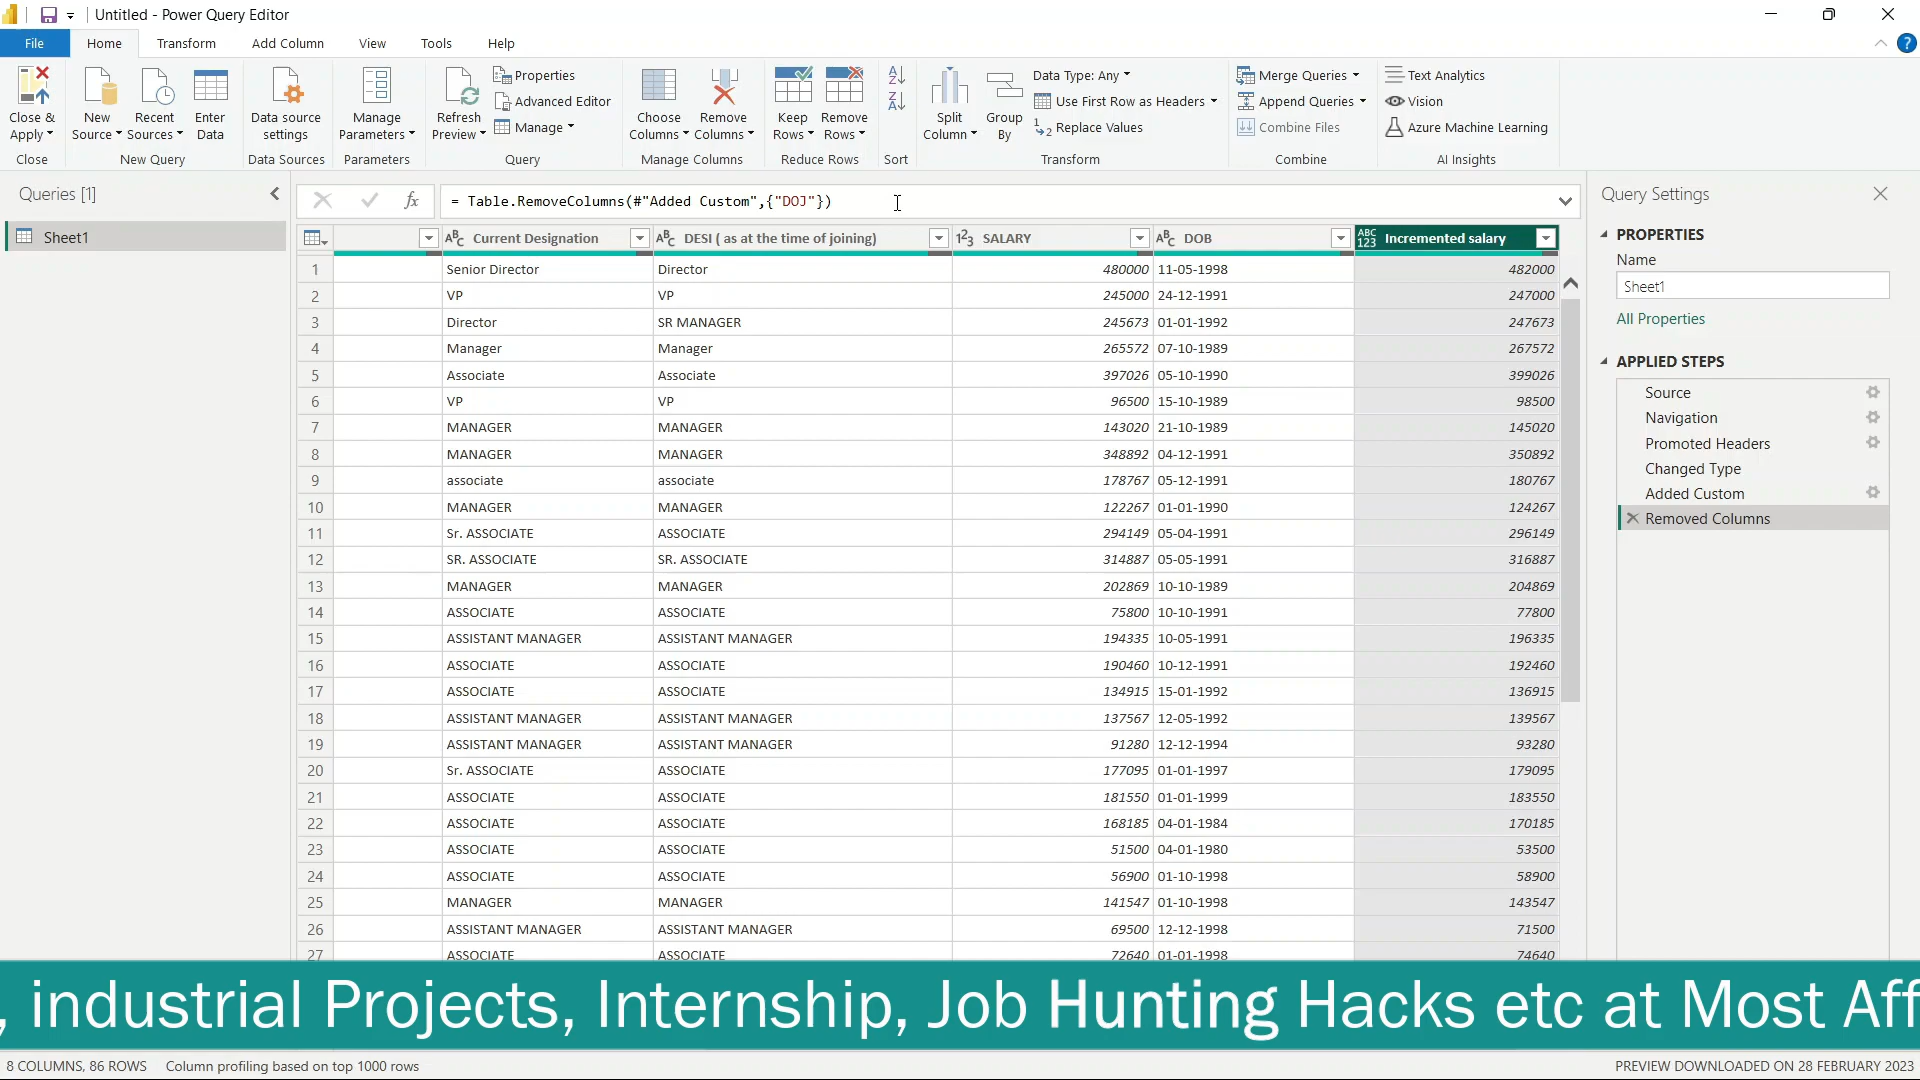 Untitled - Power Query Editor
File Home Transform Add Column View Tools Help
Close & Apply
Close
New Source
Recent Sources
Enter Data
New Query
Data source settings
Data Sources
Manage Parameters
Parameters
Refresh Preview
Properties
Advanced Editor
Manage
Query
Choose Columns
Remove Columns
Manage Columns
Keep Rows
Remove Rows
Reduce Rows
Sort
Split Column
Group By
Data Type: Any
Use First Row as Headers
Replace Values
Transform
Merge Queries
Append Queries
Combine Files
Combine
Text Analytics
Vision
Azure Machine Learning
AI Insights
Queries [1]
Sheet1
fx = Table.RemoveColumns(#"Added Custom",{"DOJ"})
Current Designation DESI ( as at the time of joining) SALARY DOB Incremented salary
1 Senior Director Director 480000 11-05-1998 482000
2 VP VP 245000 24-12-1991 247000
3 Director SR MANAGER 245673 01-01-1992 247673
4 Manager Manager 265572 07-10-1989 267572
5 Associate Associate 397026 05-10-1990 399026
6 VP VP 96500 15-10-1989 98500
7 MANAGER MANAGER 143020 21-10-1989 145020
8 MANAGER MANAGER 348892 04-12-1991 350892
9 associate associate 178767 05-12-1991 180767
10 MANAGER MANAGER 122267 01-01-1990 124267
11 Sr. ASSOCIATE ASSOCIATE 294149 05-04-1991 296149
12 SR. ASSOCIATE SR. ASSOCIATE 314887 05-05-1991 316887
13 MANAGER MANAGER 202869 10-10-1989 204869
14 ASSOCIATE ASSOCIATE 75800 10-10-1991 77800
15 ASSISTANT MANAGER ASSISTANT MANAGER 194335 10-05-1991 196335
16 ASSOCIATE ASSOCIATE 190460 10-12-1991 192460
17 ASSOCIATE ASSOCIATE 134915 15-01-1992 136915
18 ASSISTANT MANAGER ASSISTANT MANAGER 137567 12-05-1992 139567
19 ASSISTANT MANAGER ASSISTANT MANAGER 91280 12-12-1994 93280
20 Sr. ASSOCIATE ASSOCIATE 177095 01-01-1997 179095
21 ASSOCIATE ASSOCIATE 181550 01-01-1999 183550
22 ASSOCIATE ASSOCIATE 168185 04-01-1984 170185
23 ASSOCIATE ASSOCIATE 51500 04-01-1980 53500
24 ASSOCIATE ASSOCIATE 56900 01-10-1998 58900
25 MANAGER MANAGER 141547 01-10-1998 143547
26 ASSISTANT MANAGER ASSISTANT MANAGER 69500 12-12-1998 71500
27 ASSOCIATE ASSOCIATE 72640 01-01-1998 74640
Query Settings
PROPERTIES
Name
Sheet1
All Properties
APPLIED STEPS
Source
Navigation
Promoted Headers
Changed Type
Added Custom
Removed Columns
, industrial Projects, Internship, Job Hunting Hacks etc at Most Aff
8 COLUMNS, 86 ROWS Column profiling based on top 1000 rows PREVIEW DOWNLOADED ON 28 FEBRUARY 2023